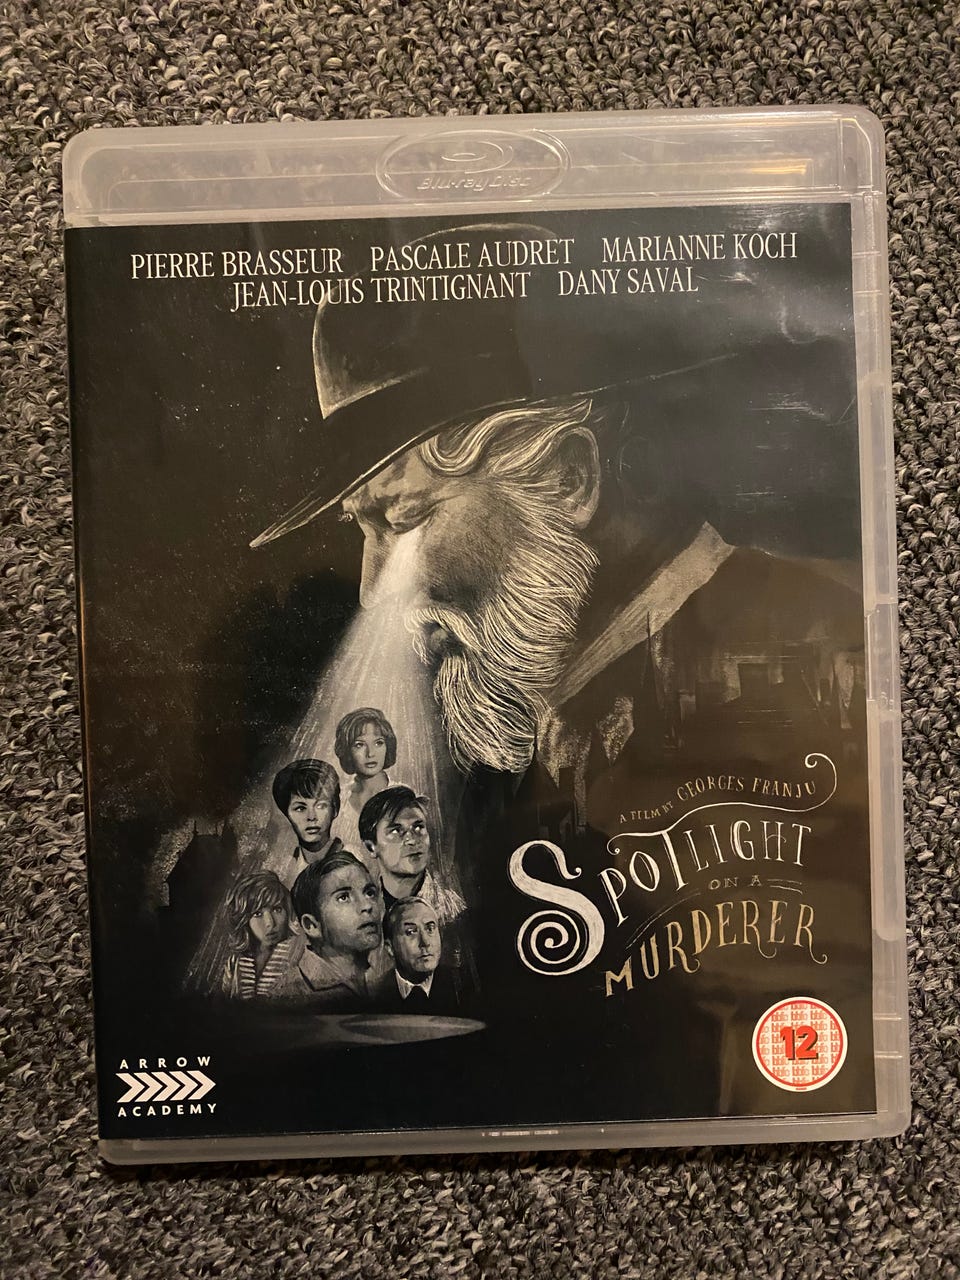 Blu-ray Disc
PIERRE BRASSEUR PASCALE AUDRET MARIANNE KOCH
JEAN-LOUIS TRINTIGNANT DANY SAVAL
A FILM BY GEORGES FRANJU
SPOTLIGHT
ON A
MURDERER
12
ARROW
ACADEMY